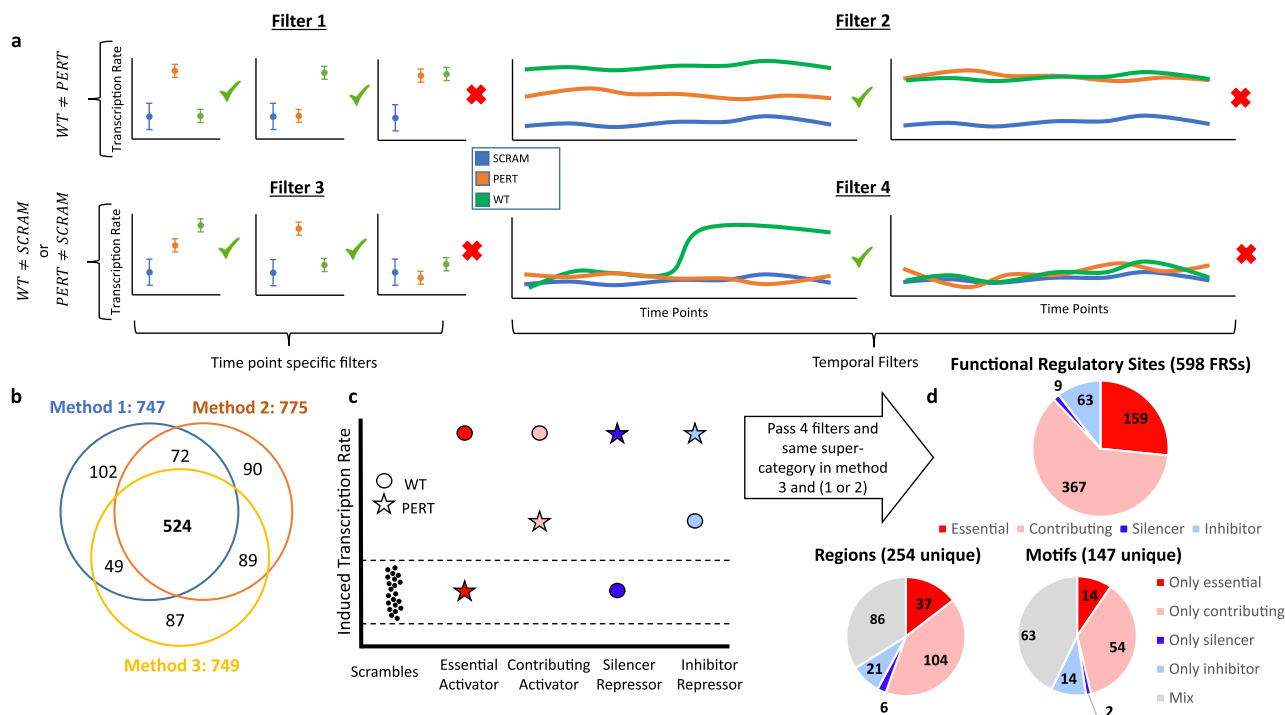 a
Filter 1
Filter 2
WT ≠ PERT
Transcription Rate
SCRAM
PERT
WT
Filter 3
Filter 4
WT ≠ SCRAM
or
PERT ≠ SCRAM
Transcription Rate
Time Points
Time Points
Time point specific filters
Temporal Filters
b
Method 1: 747
Method 2: 775
102
72
90
524
49
89
87
Method 3: 749
c
Induced Transcription Rate
WT
PERT
Scrambles
Essential
Activator
Contributing
Activator
Silencer
Repressor
Inhibitor
Repressor
Pass 4 filters and
same super-
category in method
3 and (1 or 2)
d
Functional Regulatory Sites (598 FRSs)
9
63
159
367
Essential
Contributing
Silencer
Inhibitor
Regions (254 unique)
86
37
104
21
6
Motifs (147 unique)
14
63
54
14
2
Only essential
Only contributing
Only silencer
Only inhibitor
Mix